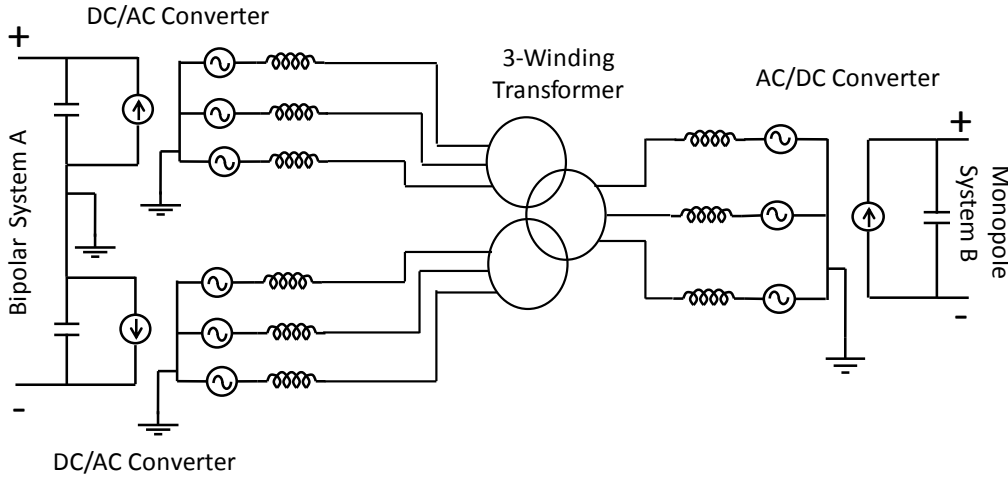 DC/AC Converter
+
3-Winding
Transformer
AC/DC Converter
+
Bipolar System A
Monopole
System B
-
-
DC/AC Converter